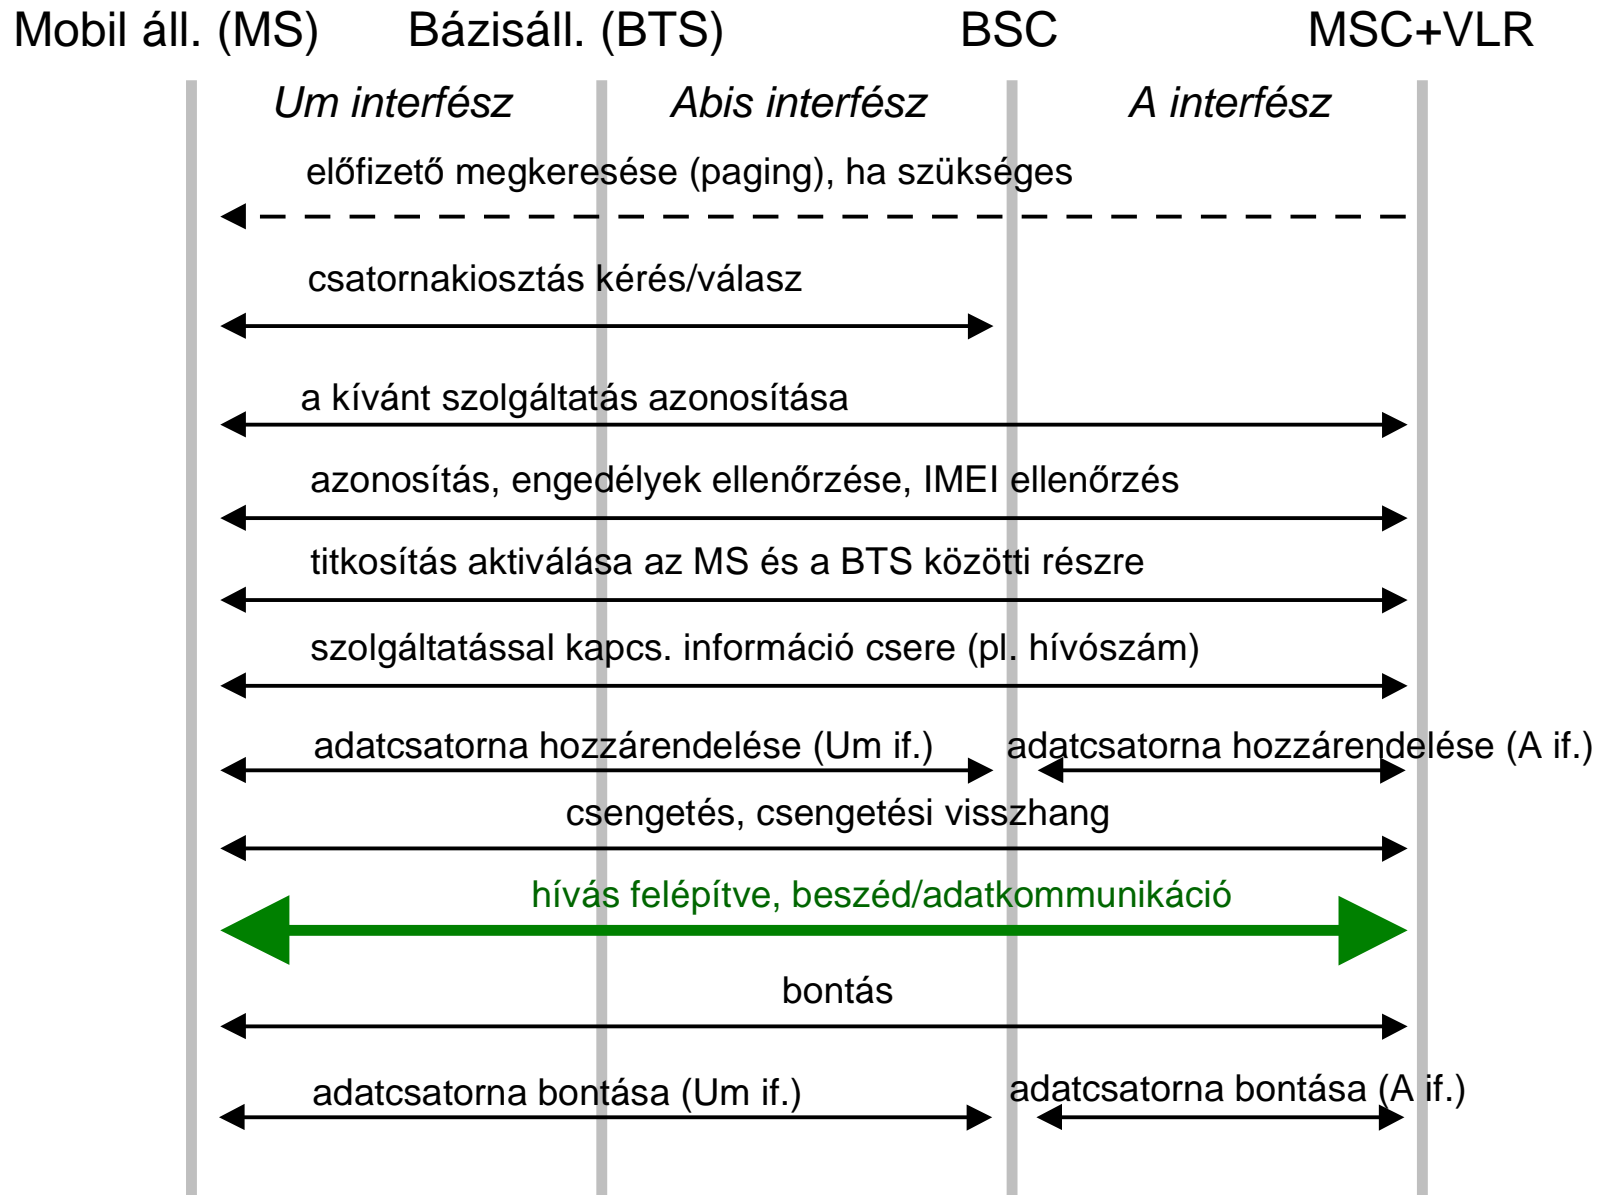 Mobil áll. (MS) Bázisáll. (BTS) BSC MSC+VLR
Um interfész Abis interfész A interfész
előfizető megkeresése (paging), ha szükséges
csatornakiosztás kérés/válasz
a kívánt szolgáltatás azonosítása
azonosítás, engedélyek ellenőrzése, IMEI ellenőrzés
titkosítás aktiválása az MS és a BTS közötti részre
szolgáltatással kapcs. információ csere (pl. hívószám)
adatcsatorna hozzárendelése (Um if.) adatcsatorna hozzárendelése (A if.)
csengetés, csengetési visszhang
hívás felépítve, beszéd/adatkommunikáció
bontás
adatcsatorna bontása (Um if.) adatcsatorna bontása (A if.)